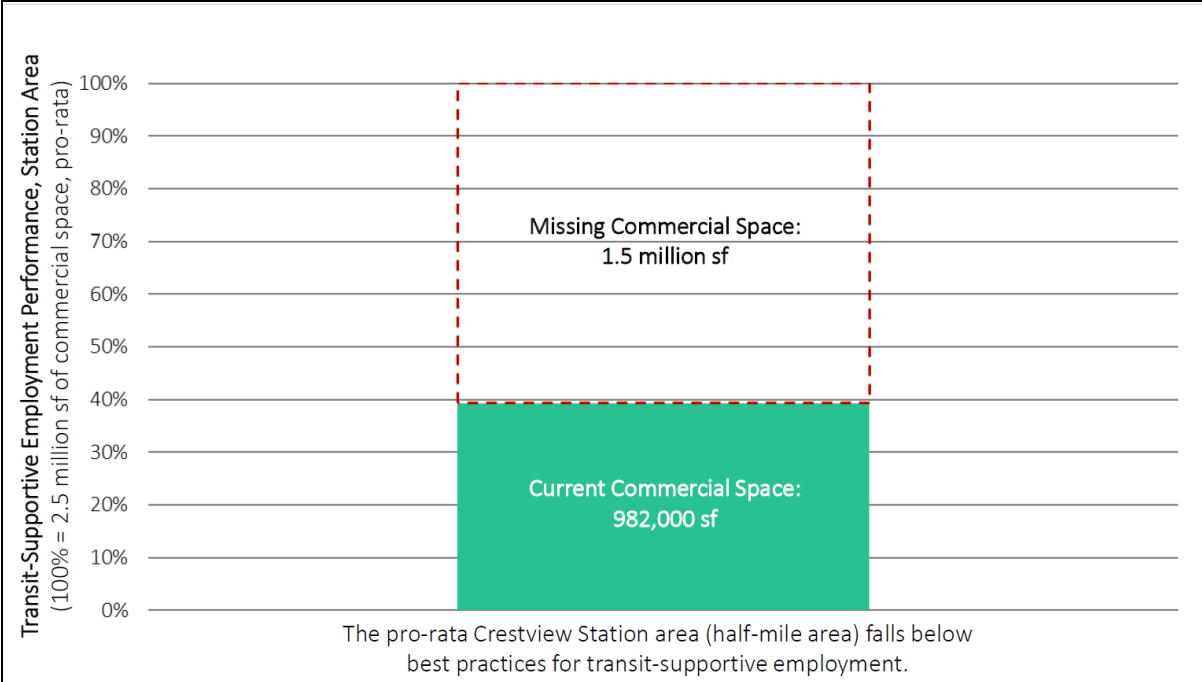 Transit-Supportive Employment Performance, Station Area
(100% = 2.5 million sf of commercial space, pro-rata)
100%
90%
80%
70%
60%
50%
40%
30%
20%
10%
0%
Missing Commercial Space:
1.5 million sf
Current Commercial Space:
982,000 sf
The pro-rata Crestview Station area (half-mile area) falls below
best practices for transit-supportive employment.